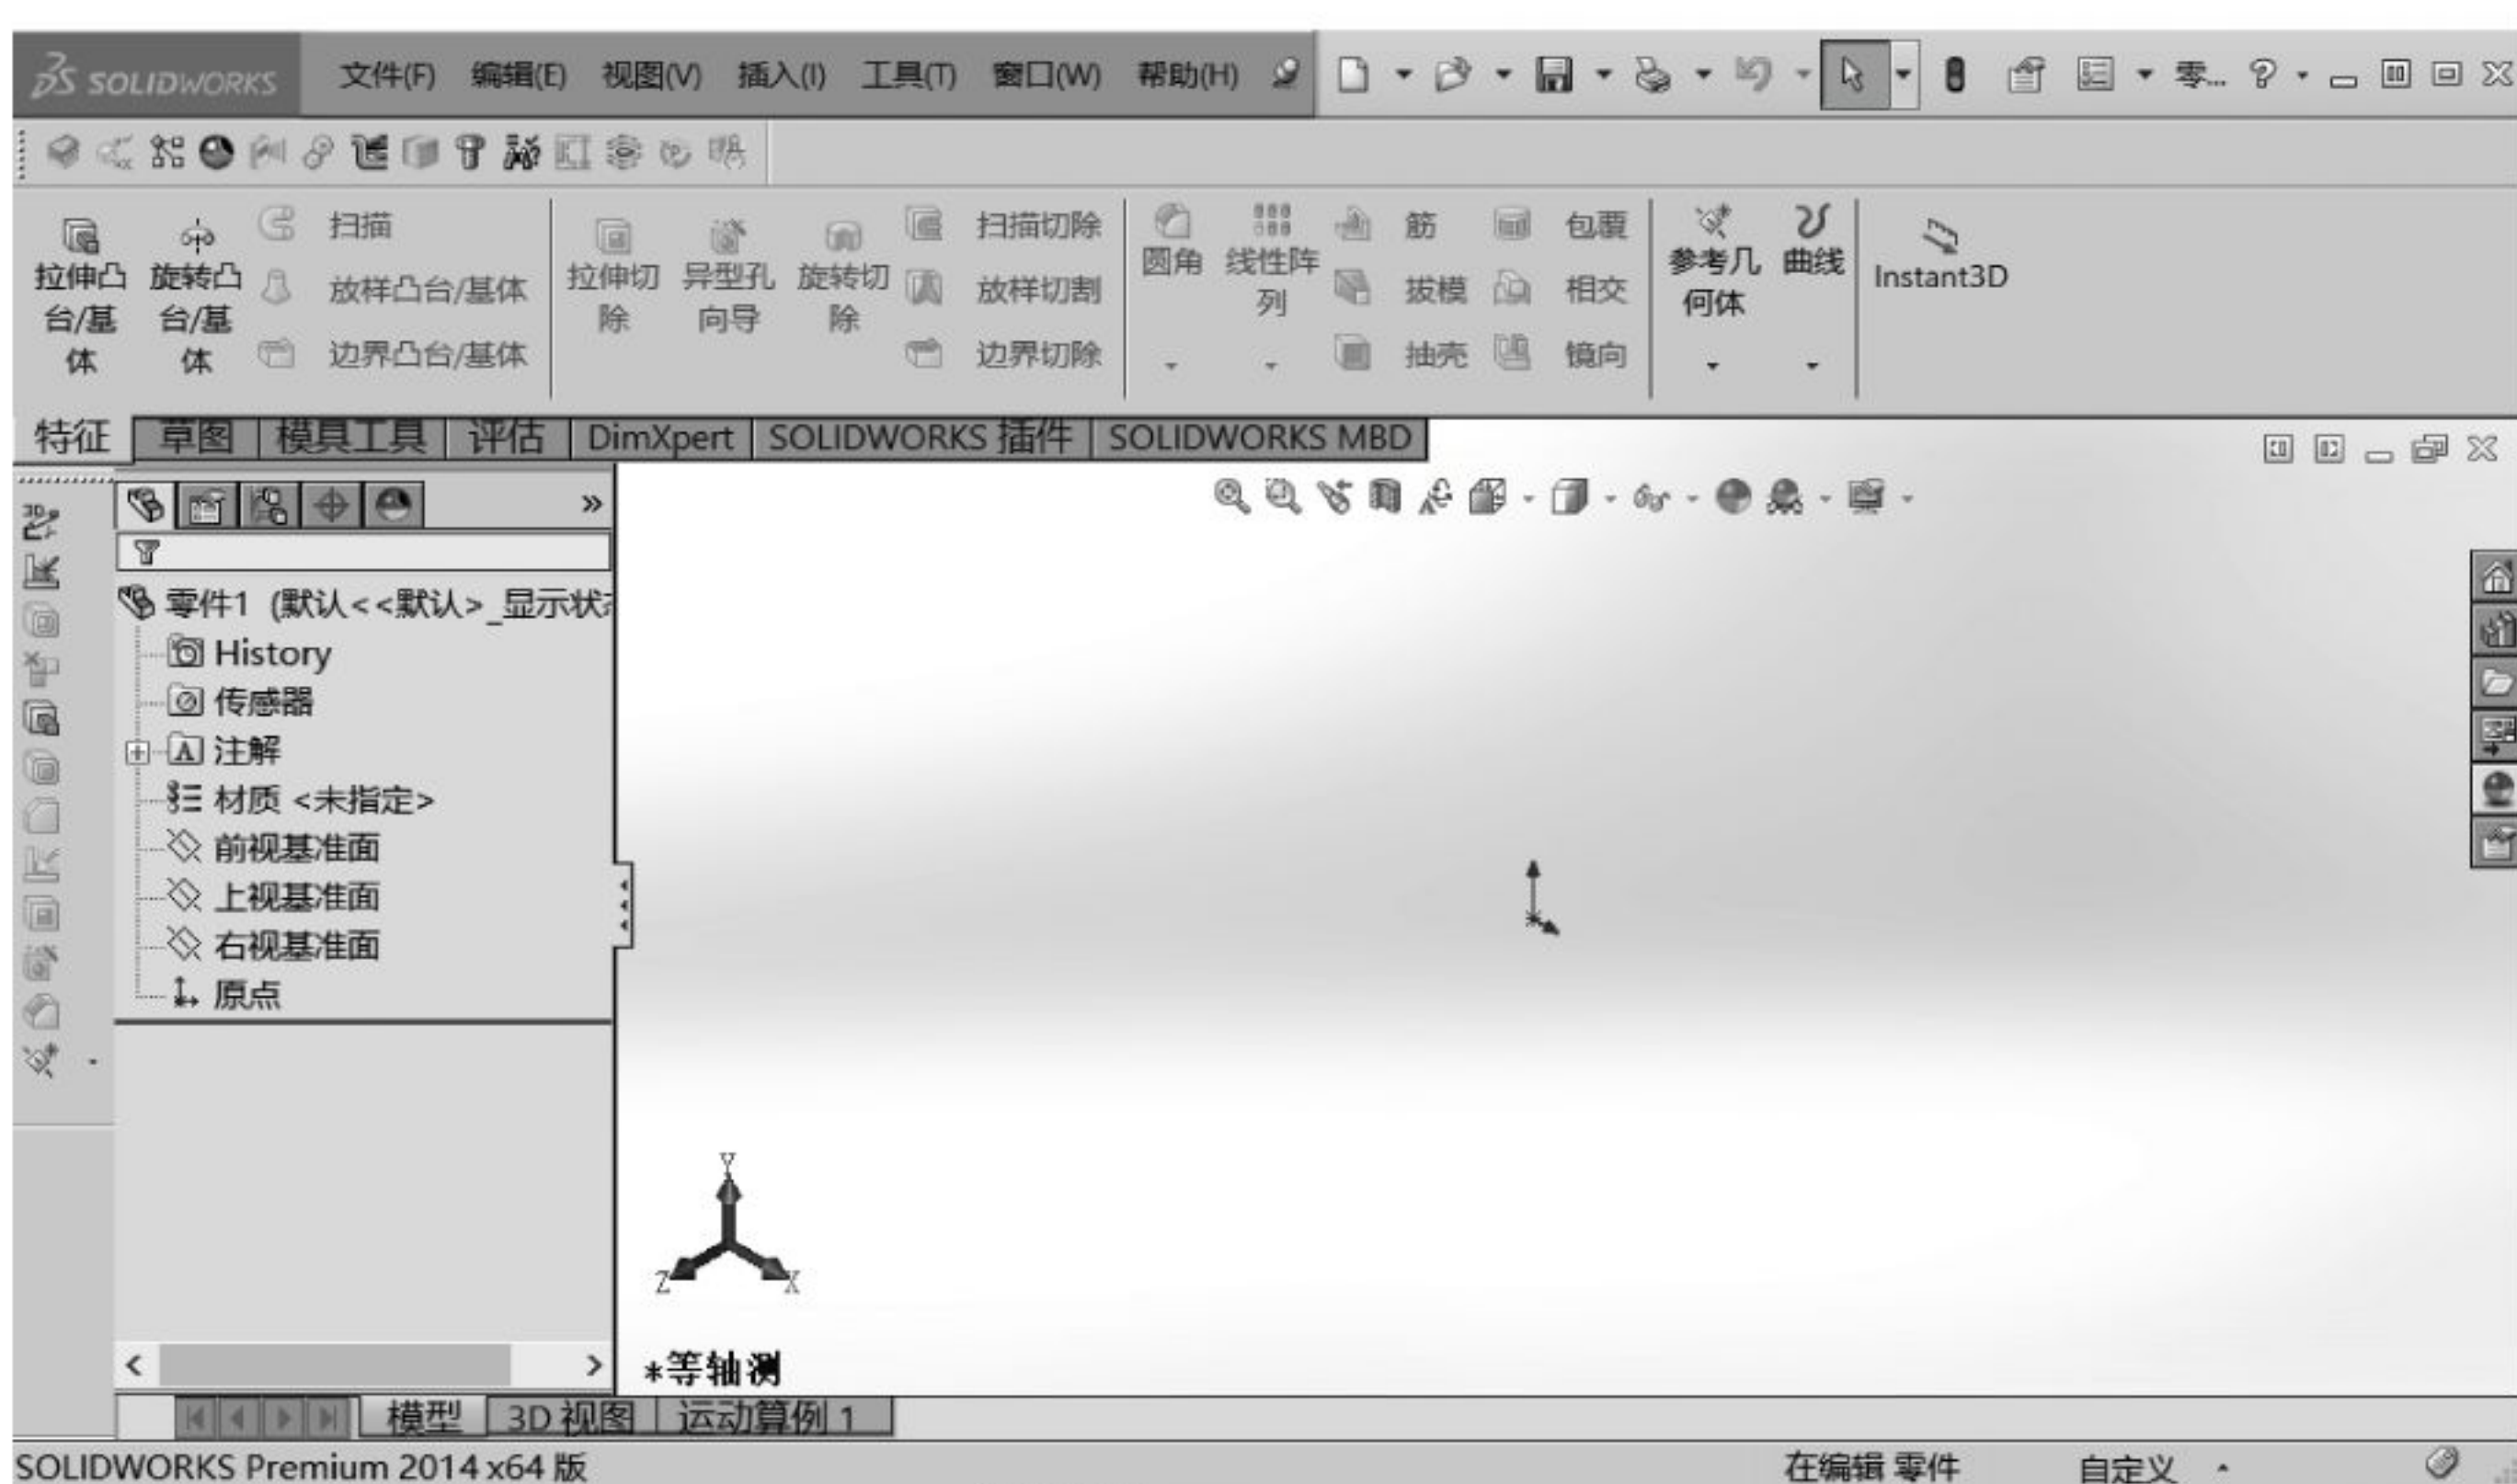 SOLIDWORKS 文件(F) 编辑(E) 视图(V) 插入(I) 工具(T) 窗口(W) 帮助(H) 零...
拉伸凸台/基体 旋转凸台/基体 扫描 放样凸台/基体 边界凸台/基体
拉伸切除 异型孔向导 旋转切除 扫描切除 放样切割 边界切除
圆角 线性阵列 筋 拔模 抽壳 包覆 相交 镜向
参考几何体 曲线 Instant3D
特征 草图 模具工具 评估 DimXpert SOLIDWORKS 插件 SOLIDWORKS MBD
零件1 (默认<<默认>_显示状
History
传感器
注解
材质 <未指定>
前视基准面
上视基准面
右视基准面
原点
Y
Z X
*等轴测
模型 3D 视图 运动算例 1
SOLIDWORKS Premium 2014 x64 版 在编辑 零件 自定义